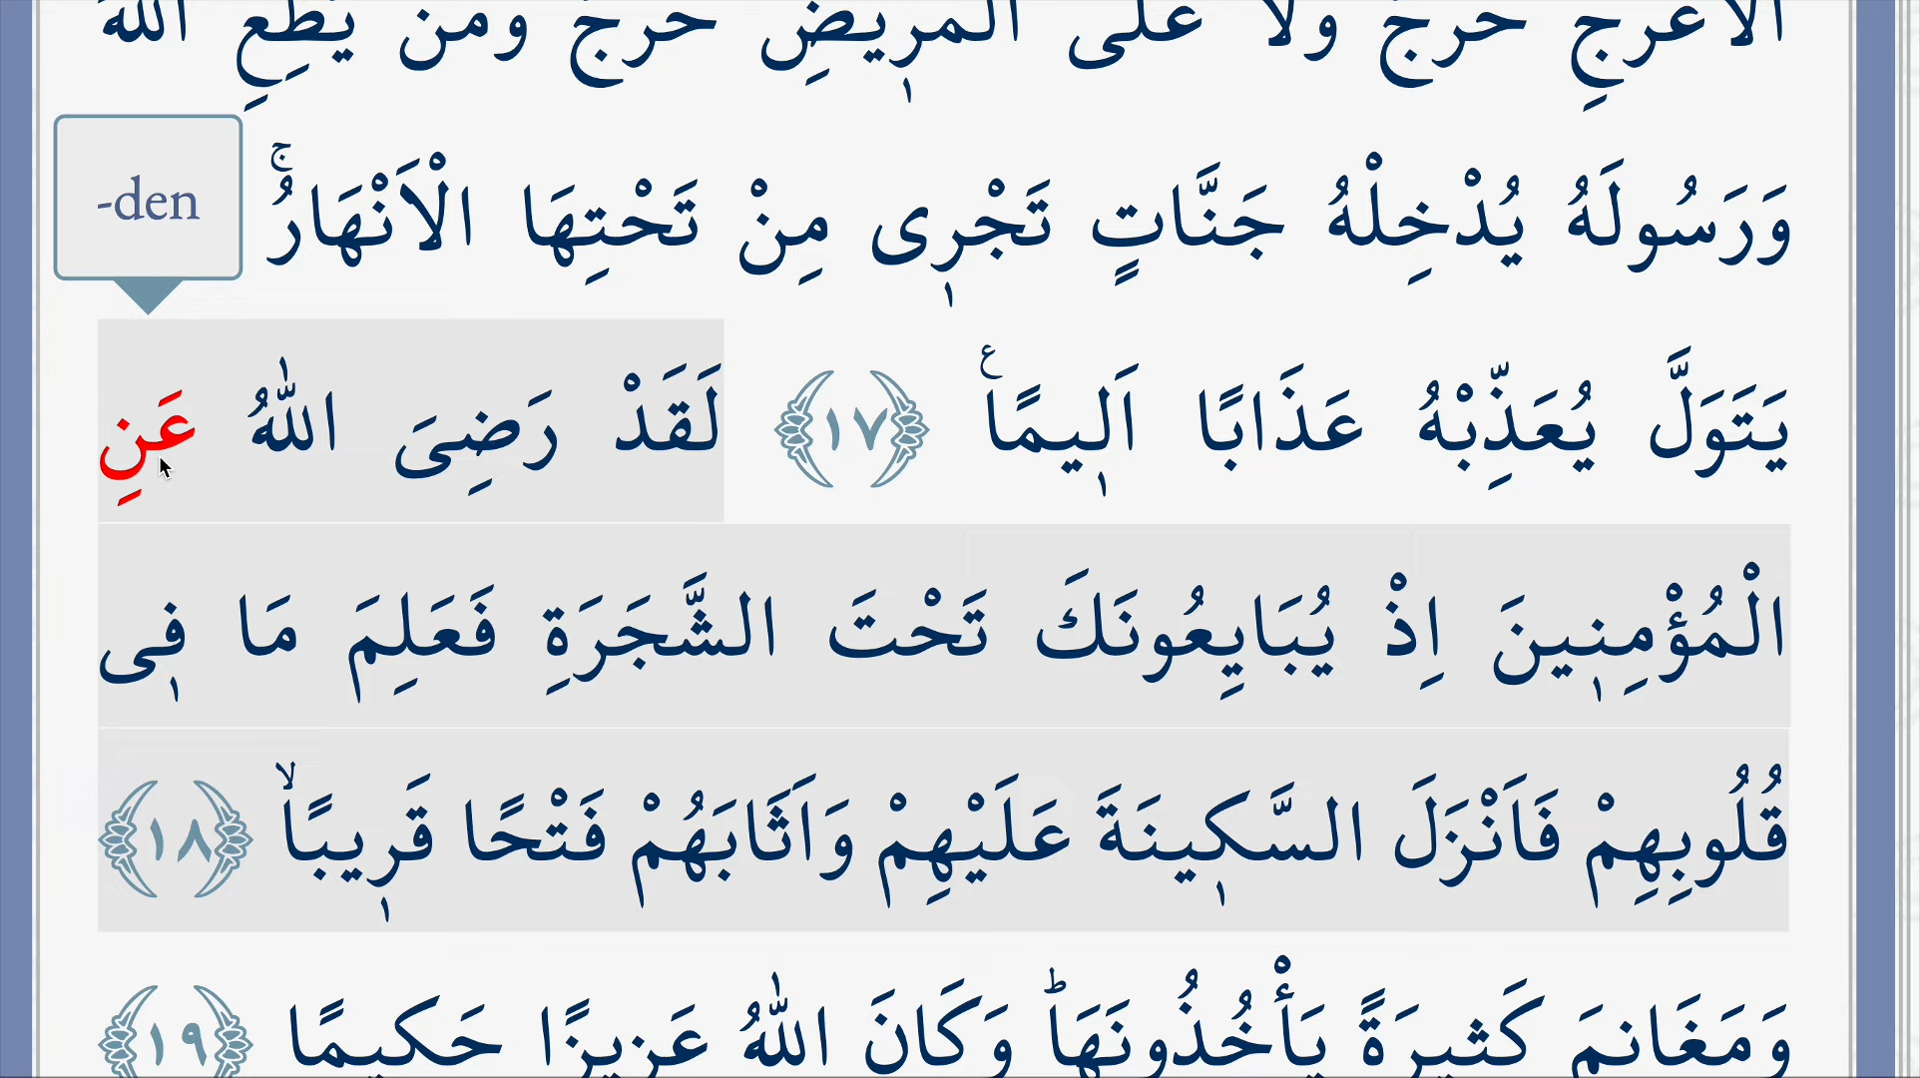 الْاَعْرَجِ حَرَجٌ وَلَا عَلَى الْمَرٖيضِ حَرَجٌ وَمَنْ يُطِعِ اللّٰهَ
-den
وَرَسُولَهُ يُدْخِلْهُ جَنَّاتٍ تَجْرٖى مِنْ تَحْتِهَا الْاَنْهَارُۚ
يَتَوَلَّ يُعَذِّبْهُ عَذَابًا اَلٖيمًاࣖ ﴿١٧﴾ لَقَدْ رَضِىَ اللّٰهُ عَنِ
الْمُؤْمِنٖينَ اِذْ يُبَايِعُونَكَ تَحْتَ الشَّجَرَةِ فَعَلِمَ مَا فٖى
قُلُوبِهِمْ فَاَنْزَلَ السَّكٖينَةَ عَلَيْهِمْ وَاَثَابَهُمْ فَتْحًا قَرٖيبًاۙ ﴿١٨﴾
وَمَغَانِمَ كَثٖيرَةً يَأْخُذُونَهَاؕ وَكَانَ اللّٰهُ عَزٖيزًا حَكٖيمًا ﴿١٩﴾